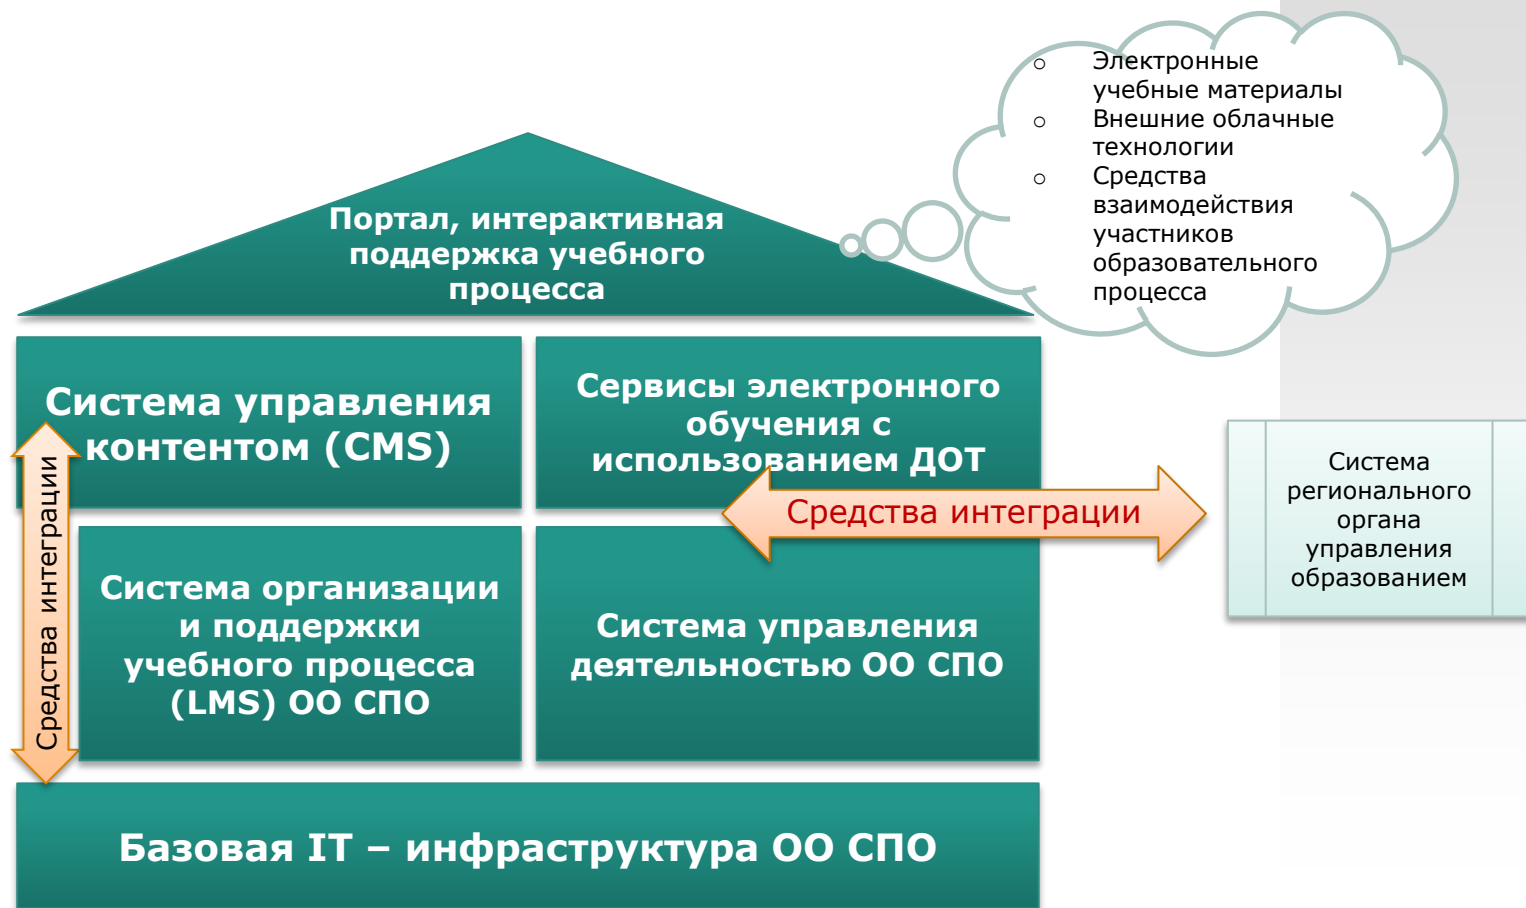 o Электронные
учебные материалы
o Внешние облачные
технологии
o Средства
взаимодействия
участников
образовательного
процесса
Портал, интерактивная
поддержка учебного
процесса
Система управления
контентом (CMS)
Сервисы электронного
обучения с
использованием ДОТ
Средства интеграции
Средства интеграции
Система
регионального
органа
управления
образованием
Система организации
и поддержки
учебного процесса
(LMS) ОО СПО
Система управления
деятельностью ОО СПО
Базовая IT – инфраструктура ОО СПО